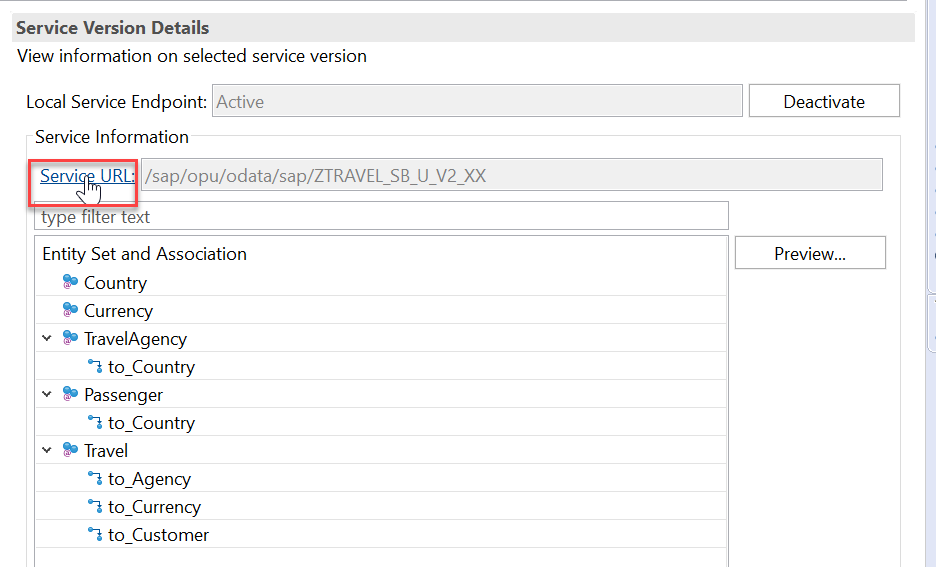 Service Version Details
View information on selected service version
Local Service Endpoint: Active Deactivate
Service Information
Service URL: /sap/opu/odata/sap/ZTRAVEL_SB_U_V2_XX
type filter text
Entity Set and Association Preview...
Country
Currency
TravelAgency
to_Country
Passenger
to_Country
Travel
to_Agency
to_Currency
to_Customer